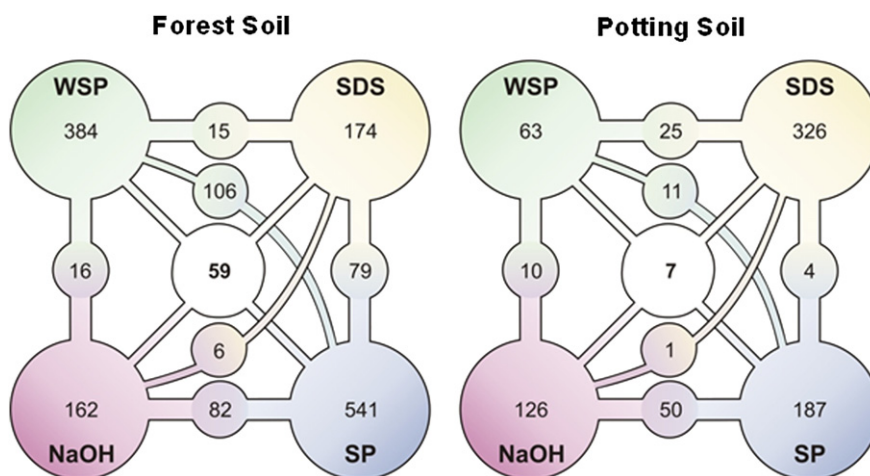 Forest Soil
Potting Soil
WSP
SDS
WSP
SDS
384
15
174
63
25
326
106
11
16
59
79
10
7
4
6
1
162
82
541
126
50
187
NaOH
SP
NaOH
SP